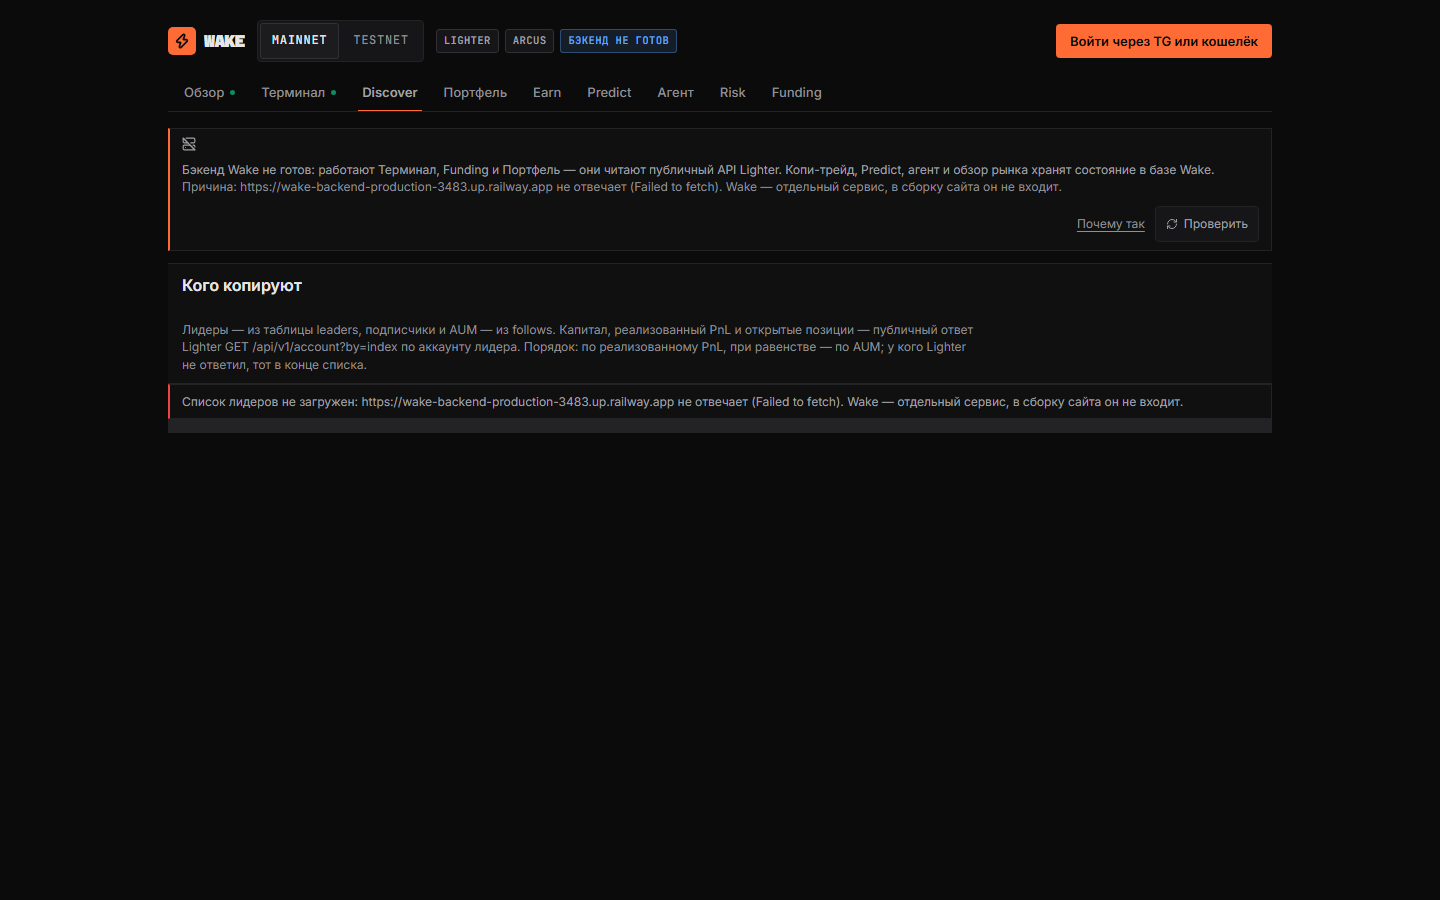 WAKE
MAINNET TESTNET
LIGHTER ARCUS БЭКЕНД НЕ ГОТОВ
Войти через TG или кошелёк
Обзор Терминал Discover Портфель Earn Predict Агент Risk Funding
Бэкенд Wake не готов: работают Терминал, Funding и Портфель — они читают публичный API Lighter. Копи-трейд, Predict, агент и обзор рынка хранят состояние в базе Wake.
Причина: https://wake-backend-production-3483.up.railway.app не отвечает (Failed to fetch). Wake — отдельный сервис, в сборку сайта он не входит.
Почему так Проверить
Кого копируют
Лидеры — из таблицы leaders, подписчики и AUM — из follows. Капитал, реализованный PnL и открытые позиции — публичный ответ
Lighter GET /api/v1/account?by=index по аккаунту лидера. Порядок: по реализованному PnL, при равенстве — по AUM; у кого Lighter
не ответил, тот в конце списка.
Список лидеров не загружен: https://wake-backend-production-3483.up.railway.app не отвечает (Failed to fetch). Wake — отдельный сервис, в сборку сайта он не входит.